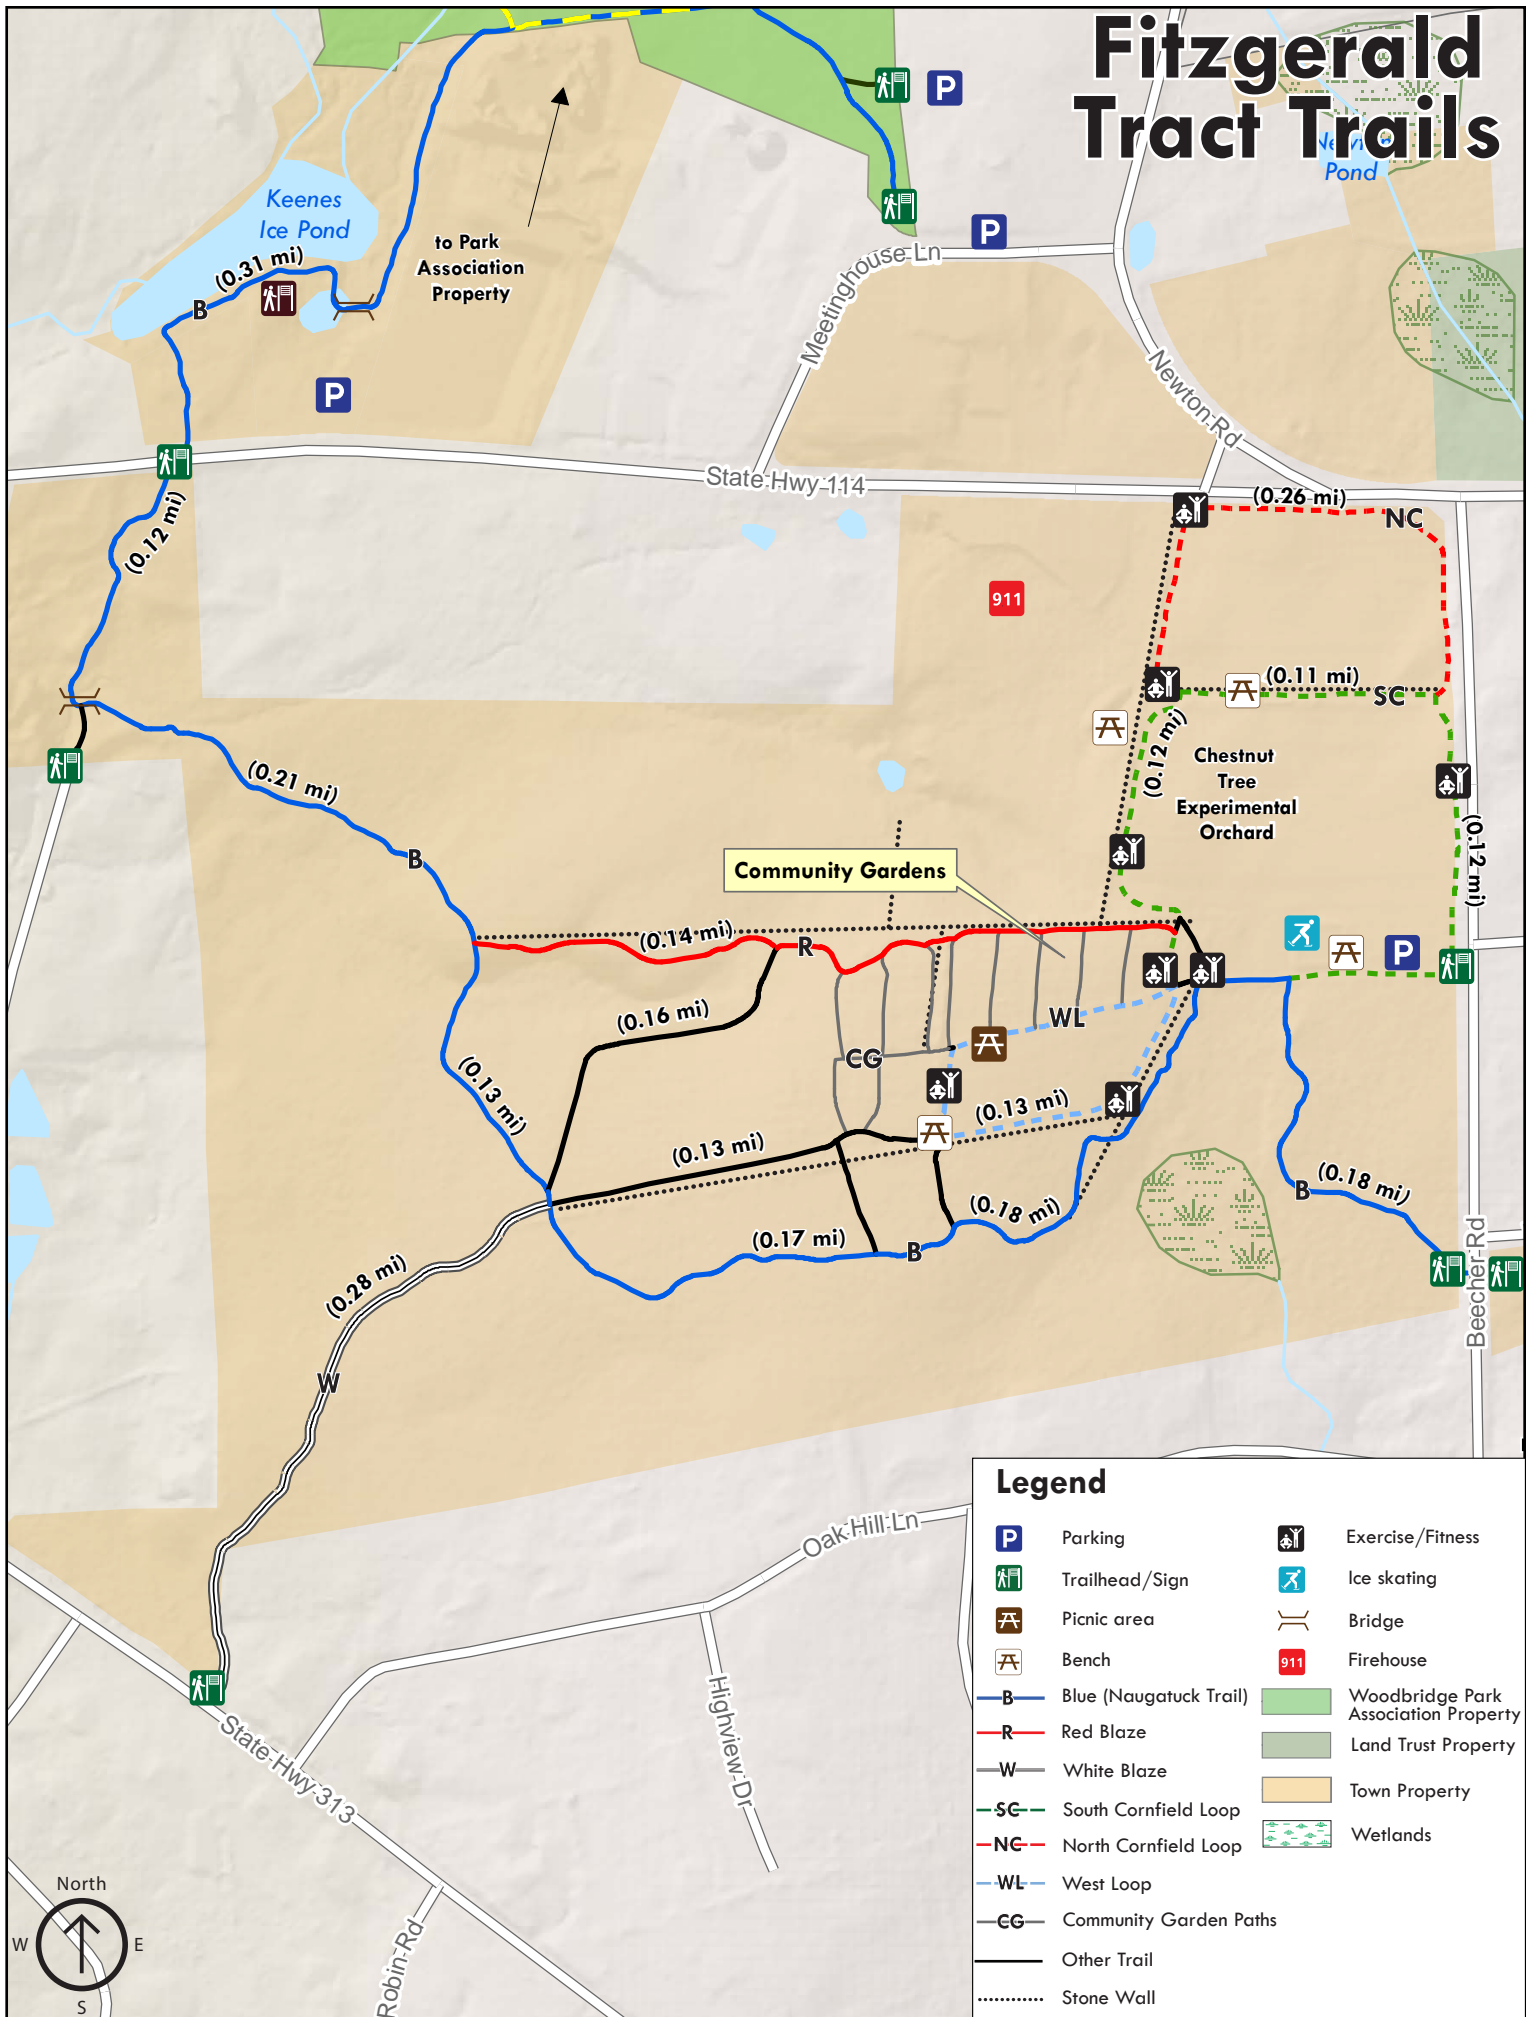 Fitzgerald
Tract Trails
P
Newton
Pond
Keenes
Ice Pond
P
to Park
Association
Property
(0.31 mi)
B
Meetinghouse Ln
P
Newton Rd
State Hwy 114
(0.26 mi)
NC
(0.12 mi)
911
(0.11 mi)
SC
(0.12 mi)
Chestnut
Tree
Experimental
Orchard
(0.21 mi)
B
(0.12 mi)
Community Gardens
(0.14 mi)
R
P
(0.16 mi)
WL
CG
(0.13 mi)
(0.13 mi)
(0.13 mi)
(0.18 mi)
B
(0.18 mi)
(0.17 mi)
B
Beecher Rd
(0.28 mi)
W
Oak Hill Ln
Highview Dr
State Hwy 313
Robin Rd
North
W
E
S
Legend
P Parking
Exercise/Fitness
Trailhead/Sign
Ice skating
Picnic area
Bridge
Bench
911 Firehouse
B Blue (Naugatuck Trail)
Woodbridge Park
Association Property
R Red Blaze
Land Trust Property
W White Blaze
Town Property
SC South Cornfield Loop
Wetlands
NC North Cornfield Loop
WL West Loop
CG Community Garden Paths
Other Trail
Stone Wall